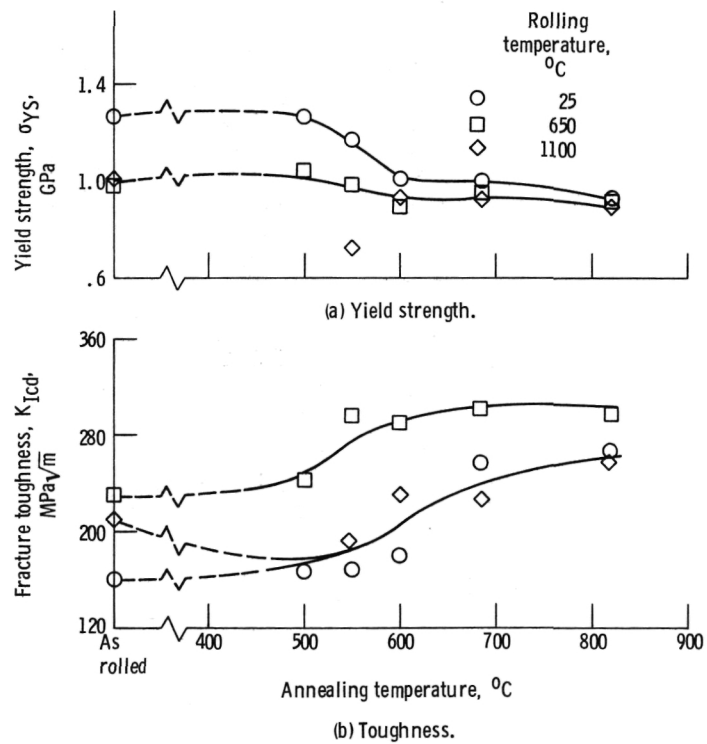 Rolling
temperature,
°C
25
650
1100
Yield strength, σYS,
GPa
1.4
1.0
.6
(a) Yield strength.
Fracture toughness, KIcd,
MPa√m
360
280
200
120
As
rolled
400
500
600
700
800
900
Annealing temperature, °C
(b) Toughness.